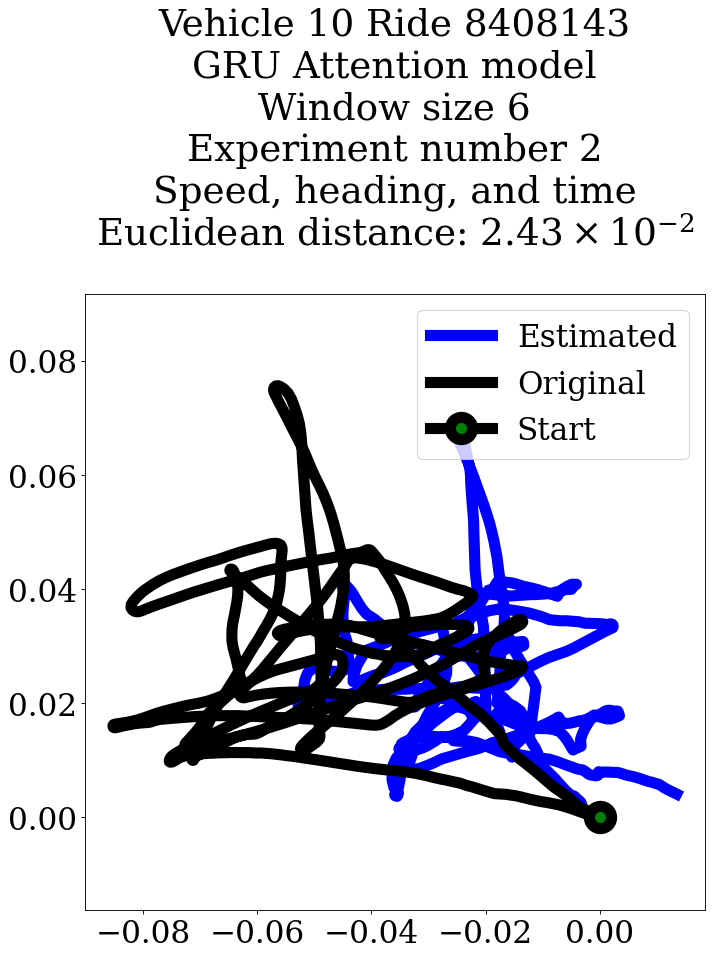 Vehicle 10 Ride 8408143
GRU Attention model
Window size 6
Experiment number 2
Speed, heading, and time
Euclidean distance: 2.43 × 10⁻²
Estimated
Original
Start
0.08
0.06
0.04
0.02
0.00
−0.08 −0.06 −0.04 −0.02 0.00